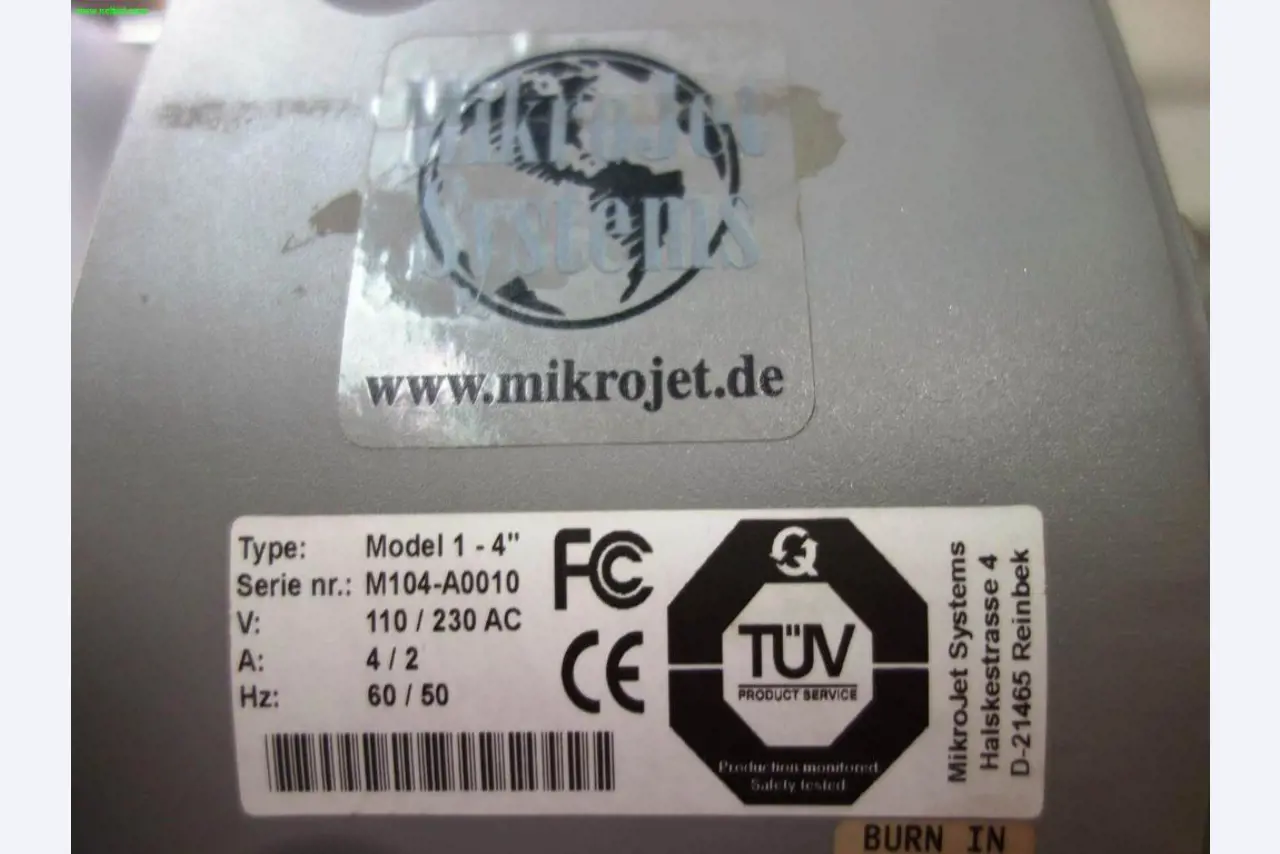 MikroJet
Systems
www.mikrojet.de
Type: Model 1 - 4"
Serie nr.: M104-A0010
V: 110 / 230 AC
A: 4 / 2
Hz: 60 / 50
FC
CE
TÜV
PRODUCT SERVICE
Production monitored
Safety tested
MikroJet Systems
Halskestrasse 4
D-21465 Reinbek
BURN IN